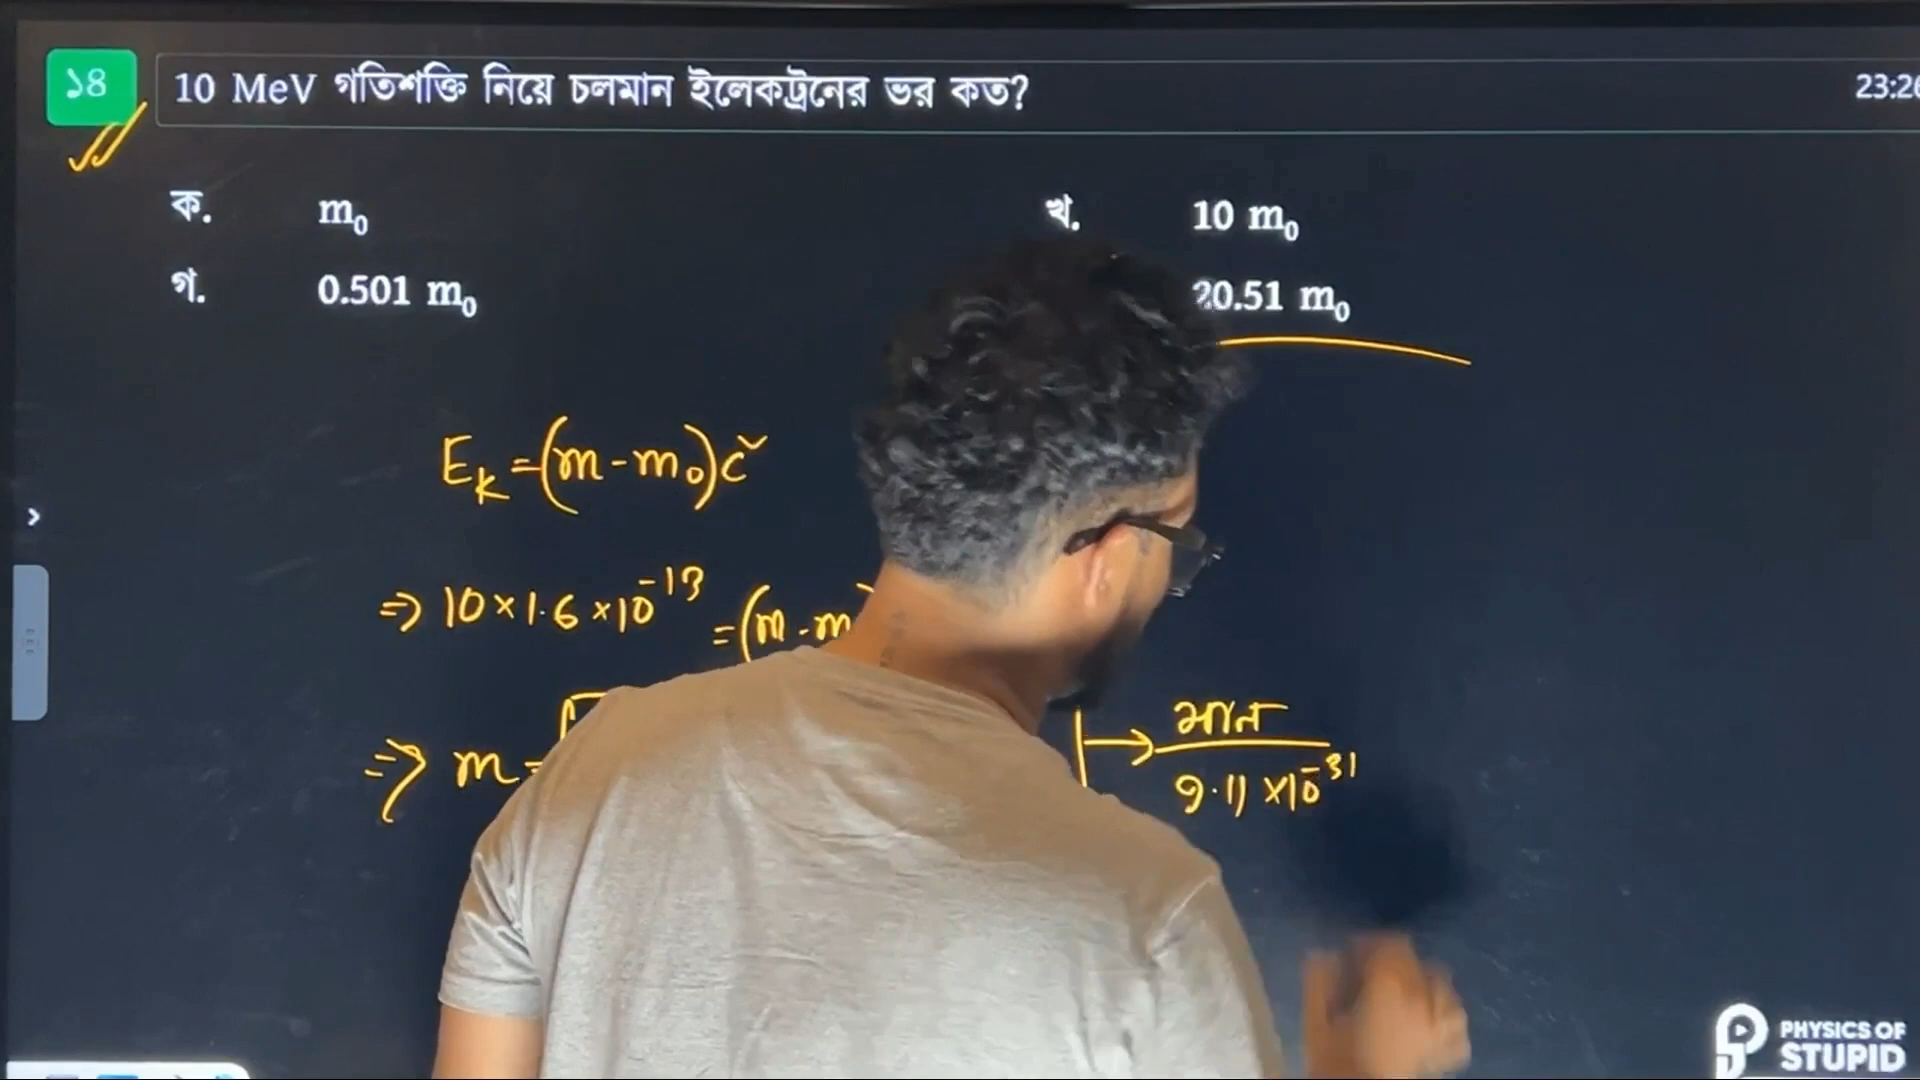 ১৪ 10 MeV গতিশক্তি নিয়ে চলমান ইলেকট্রনের ভর কত? 23:26
ক. m₀ খ. 10 m₀
গ. 0.501 m₀ 20.51 m₀
Eₖ = (m - m₀)c²
⇒ 10 × 1.6 × 10⁻¹³ = (m - m
⇒ m =
→ মান
9.11 × 10⁻³¹
PHYSICS OF
STUPID